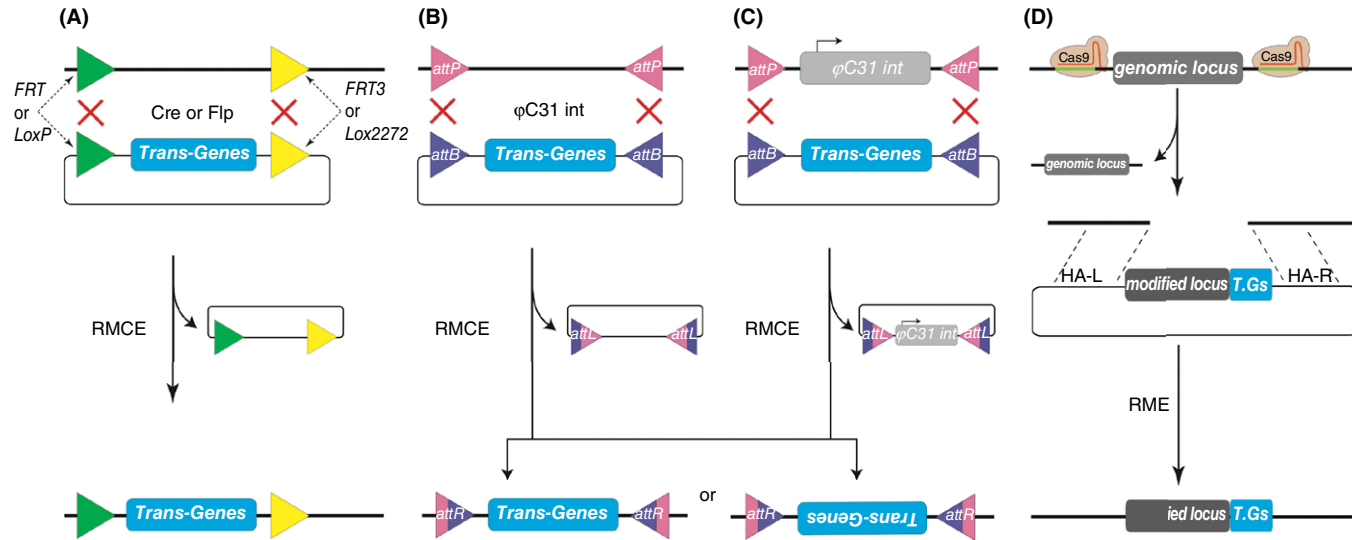 (A)
FRT
or
LoxP
Cre or Flp
FRT3
or
Lox2272
Trans-Genes
RMCE
Trans-Genes
(B)
attP
attP
φC31 int
attB
Trans-Genes
attB
RMCE
attL
attL
attR
Trans-Genes
attR
or
(C)
attP
φC31 int
attP
attB
Trans-Genes
attB
RMCE
attL
φC31 int
attL
attR
Trans-Genes
attR
(D)
Cas9
genomic locus
Cas9
genomic locus
HA-L
modified locus
T.Gs
HA-R
RME
ied locus
T.Gs